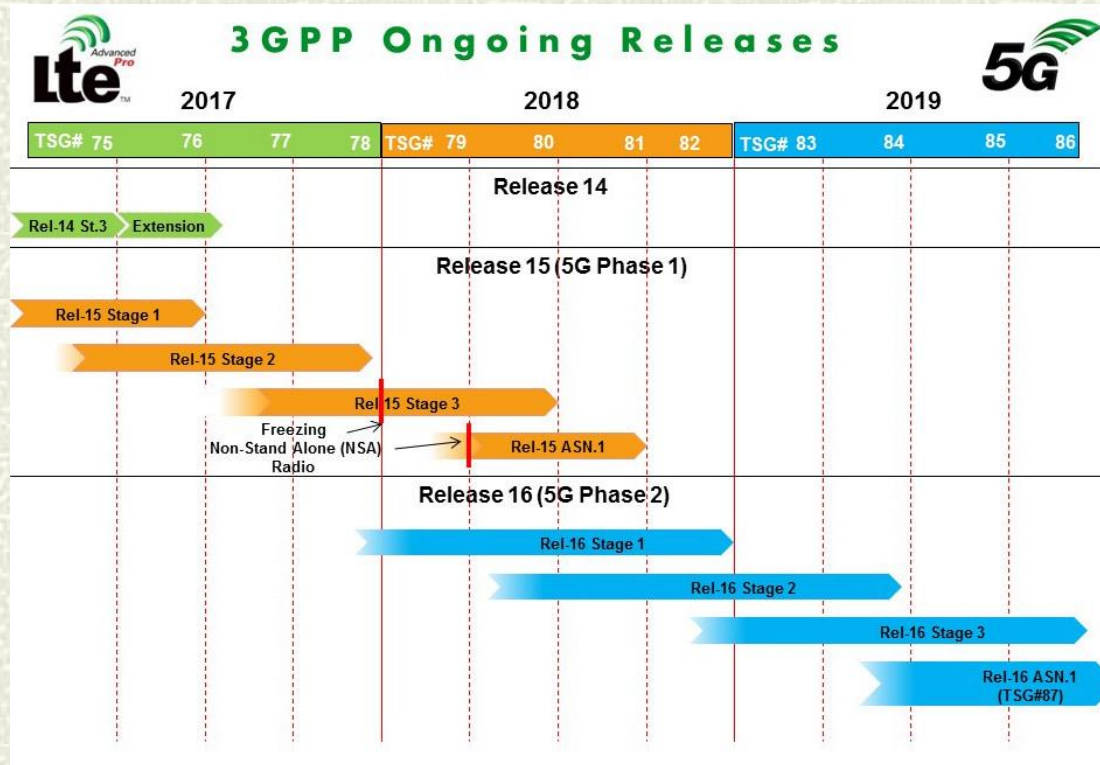 3GPP Ongoing Releases
Advanced
Pro
Lte
TM
5G
2017
2018
2019
TSG# 75 76 77 78 TSG# 79 80 81 82 TSG# 83 84 85 86
Release 14
Rel-14 St.3 Extension
Release 15 (5G Phase 1)
Rel-15 Stage 1
Rel-15 Stage 2
Rel-15 Stage 3
Freezing
Non-Stand Alone (NSA)
Radio
Rel-15 ASN.1
Release 16 (5G Phase 2)
Rel-16 Stage 1
Rel-16 Stage 2
Rel-16 Stage 3
Rel-16 ASN.1
(TSG#87)